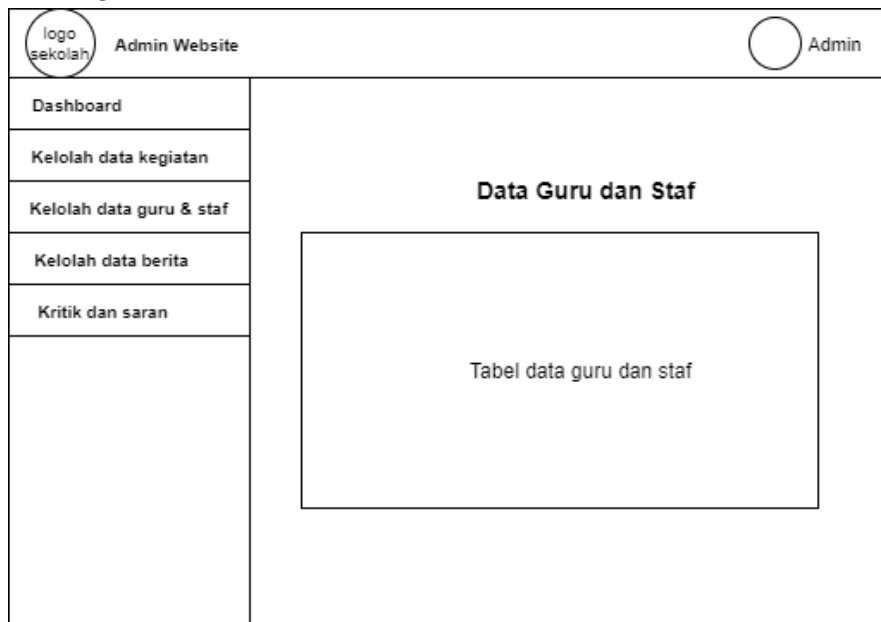 logo
sekolah
Admin Website
Admin
Dashboard
Kelolah data kegiatan
Kelolah data guru & staf
Kelolah data berita
Kritik dan saran
Data Guru dan Staf
Tabel data guru dan staf